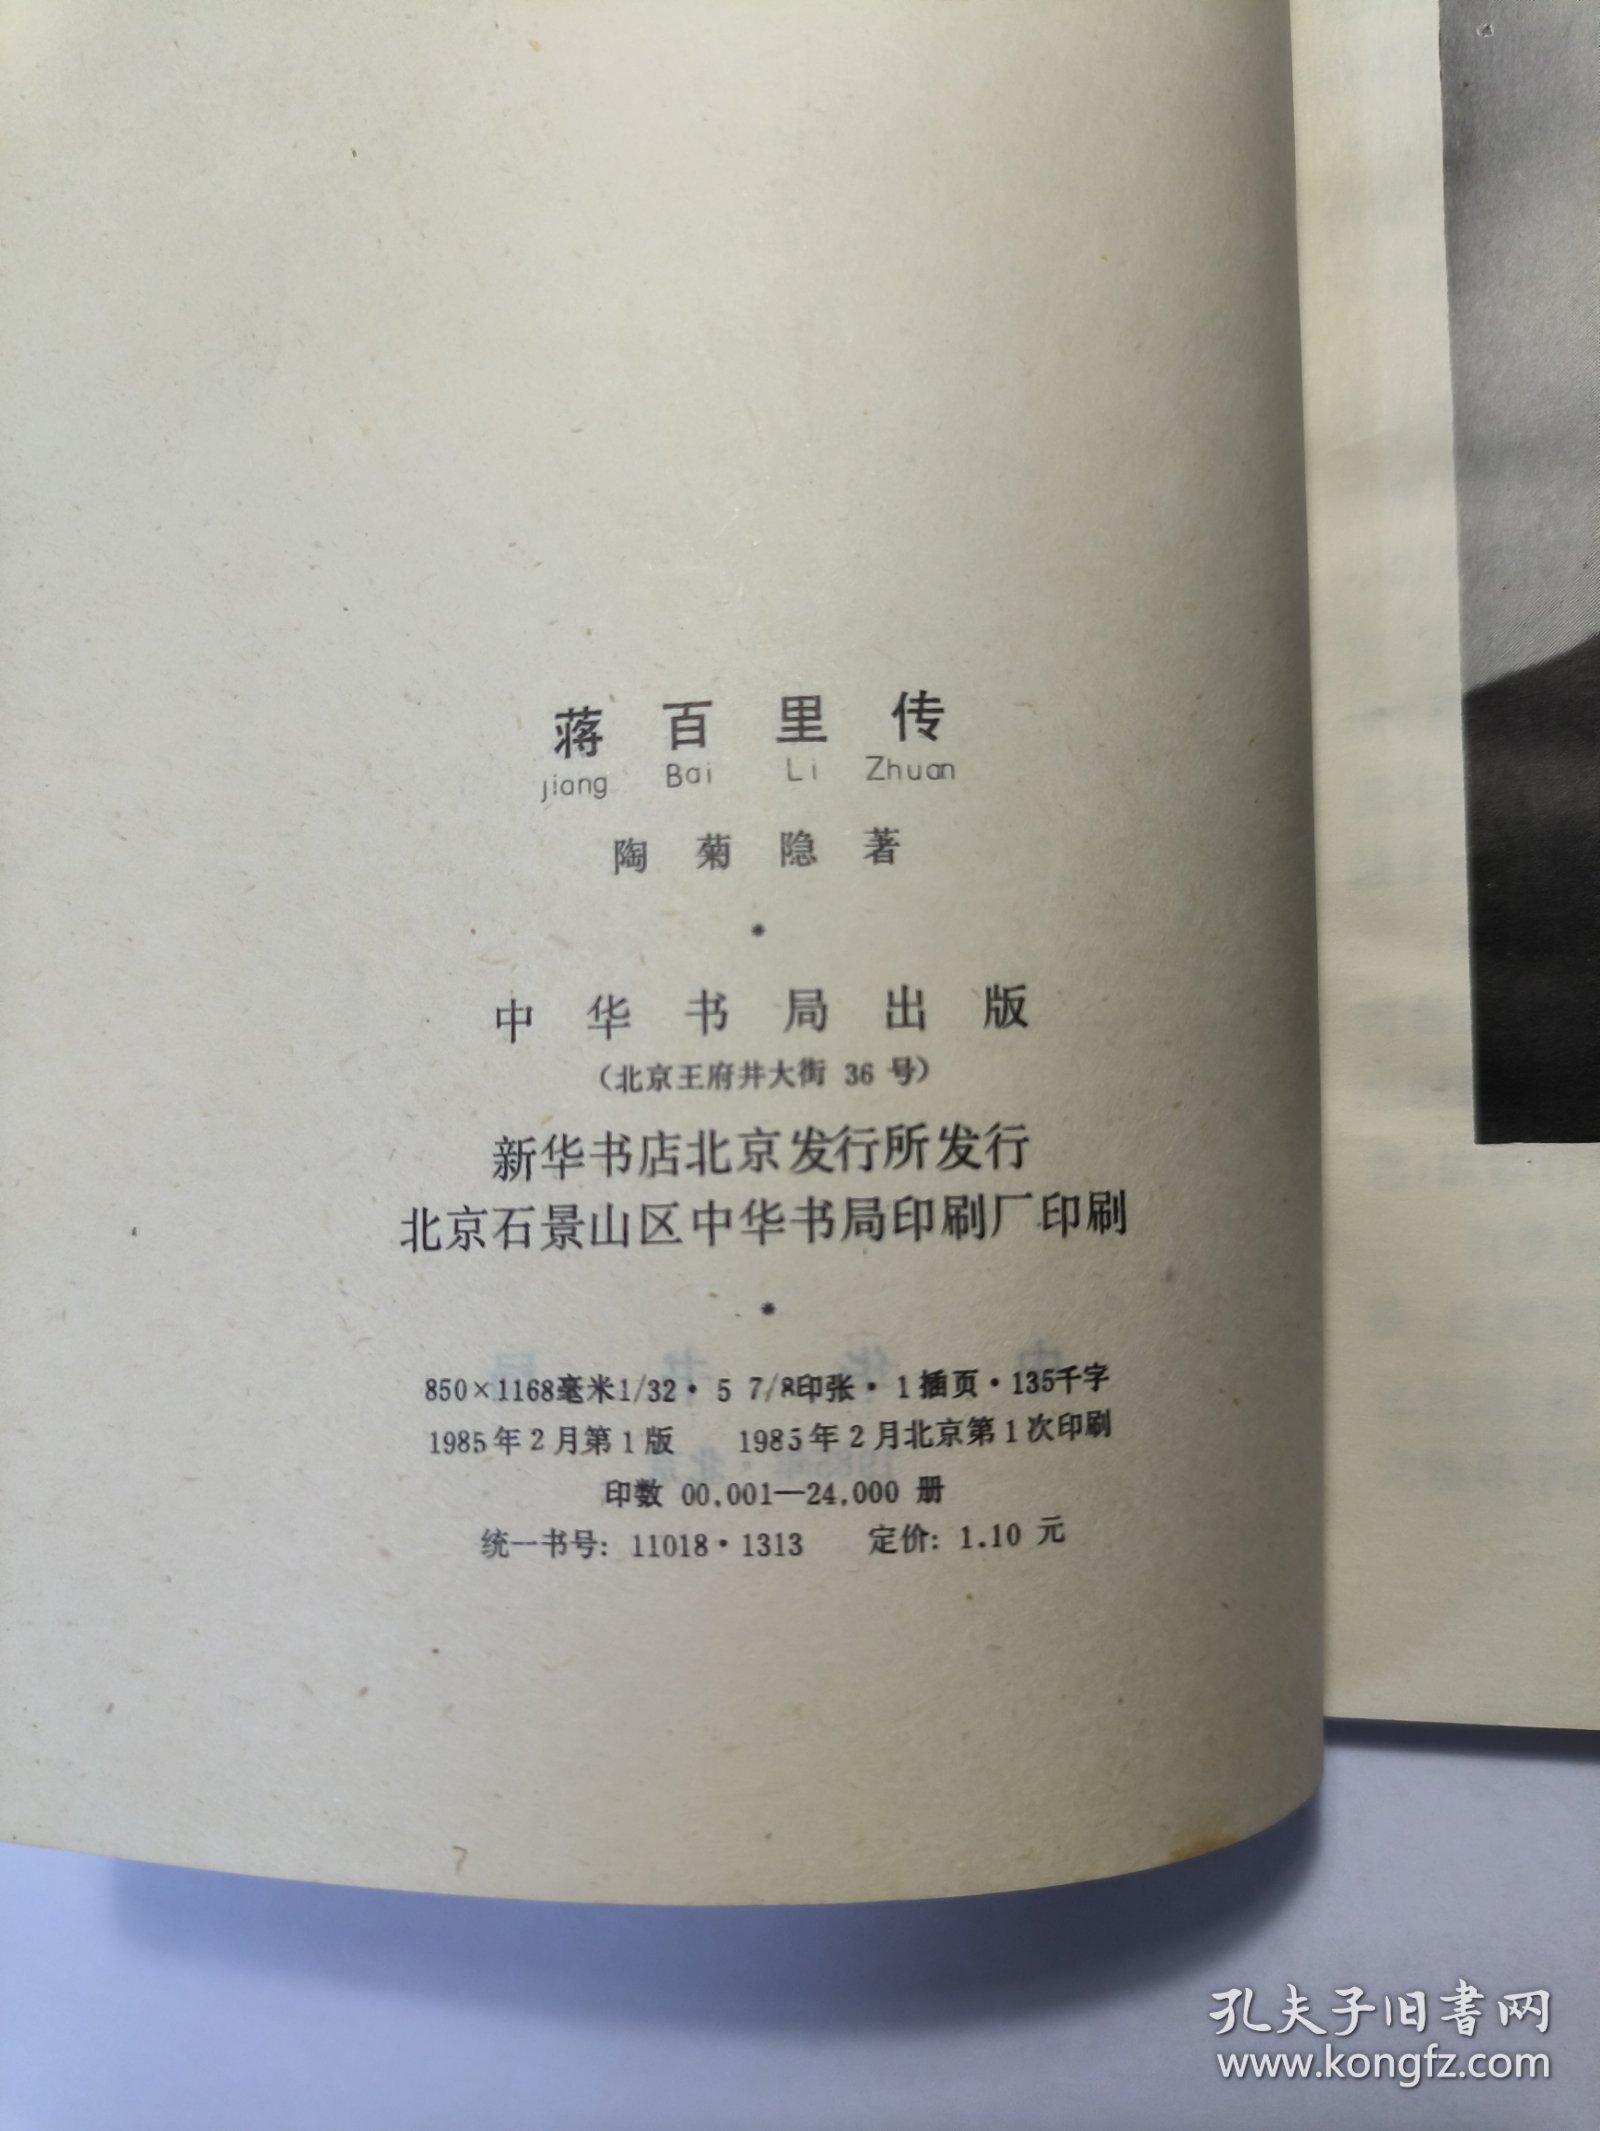 蒋百里传
jiang Bai Li Zhuan
陶菊隐著
中华书局出版
（北京王府井大街 36 号）
新华书店北京发行所发行
北京石景山区中华书局印刷厂印刷
850×1168毫米1/32·5 7/8印张·1插页·135千字
1985年2月第1版 1985年2月北京第1次印刷
印数 00,001—24,000 册
统一书号：11018·1313 定价：1.10 元
7
孔夫子旧书网
www.kongfz.com